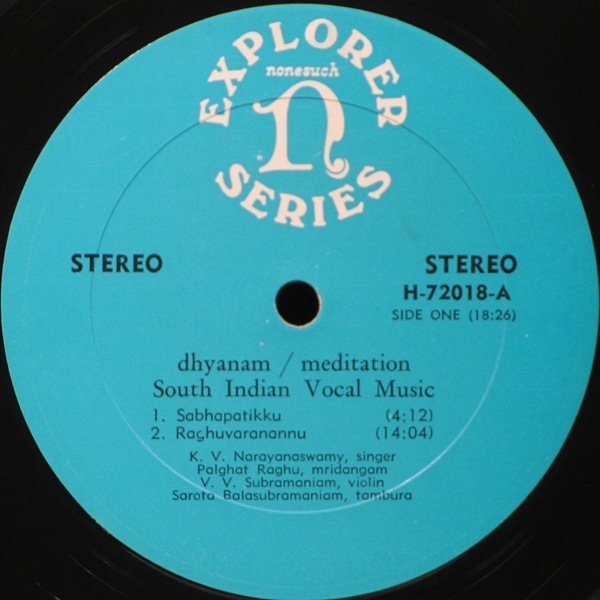 EXPLORER
nonesuch
n
SERIES
STEREO STEREO
H-72018-A
SIDE ONE (18:26)
dhyanam / meditation
South Indian Vocal Music
1. Sabhapatikku (4:12)
2. Raghuvaranannu (14:04)
K. V. Narayanaswamy, singer
Palghat Raghu, mridangam
V. V. Subramaniam, violin
Sarota Balasubramaniam, tambura